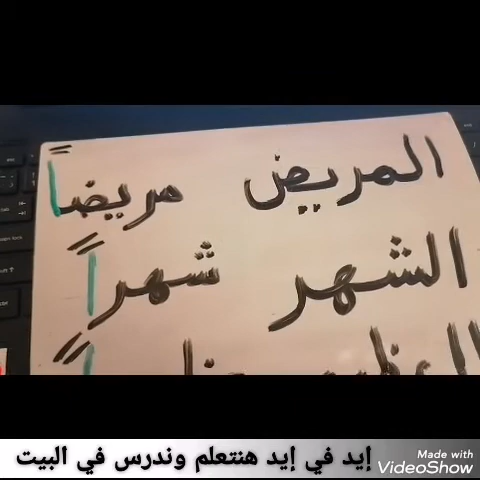 المريض مريضاً
الشهر شهراً
إيد في إيد هنتعلم وندرس في البيت
Made with
VideoShow